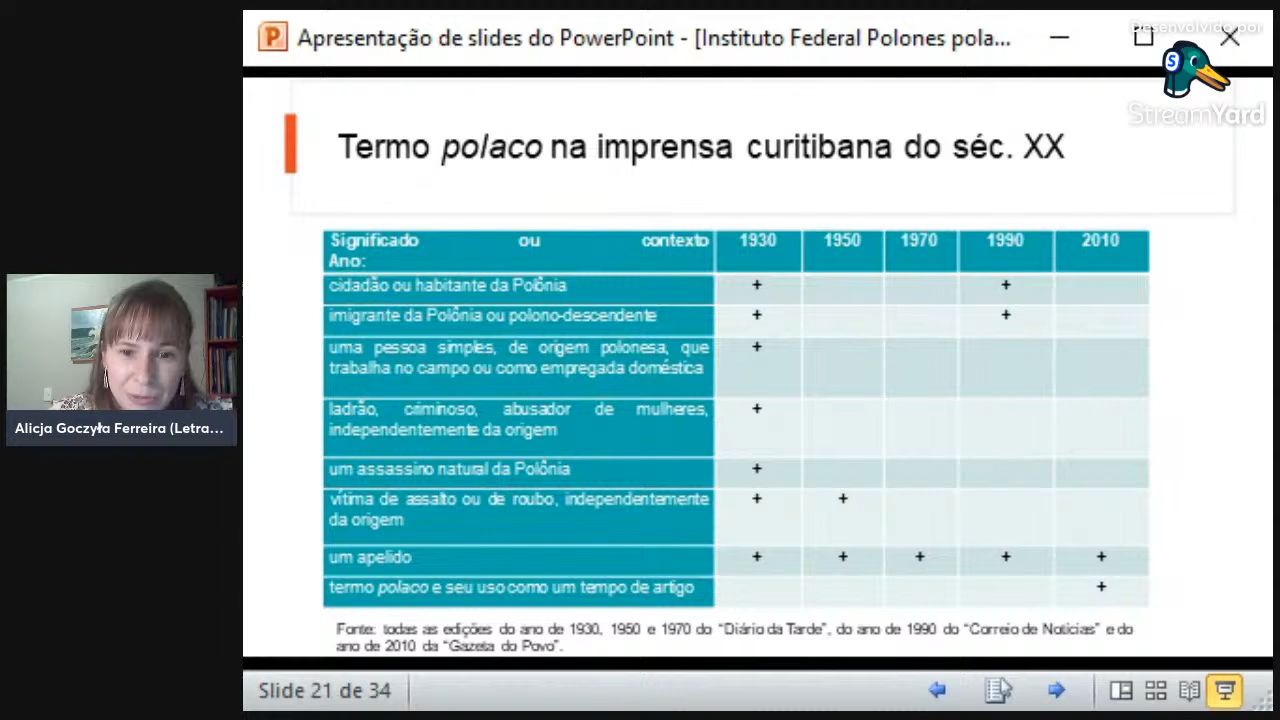 Apresentação de slides do PowerPoint - [Instituto Federal Polones pola...
Desenvolvido por
StreamYard
Termo polaco na imprensa curitibana do séc. XX
Significado ou contexto 1930 1950 1970 1990 2010
Ano:
cidadão ou habitante da Polônia + +
imigrante da Polônia ou polono-descendente + +
uma pessoa simples, de origem polonesa, que +
trabalha no campo ou como empregada doméstica
ladrão, criminoso, abusador de mulheres, +
independentemente da origem
um assassino natural da Polônia +
vítima de assalto ou de roubo, independentemente + +
da origem
um apelido + + + + +
termo polaco e seu uso como um tempo de artigo +
Fonte: todas as edições do ano de 1930, 1950 e 1970 do "Diário da Tarde", do ano de 1990 do "Correio de Notícias" e do
ano de 2010 da "Gazeta do Povo".
Alicja Goczyła Ferreira (Letra...
Slide 21 de 34